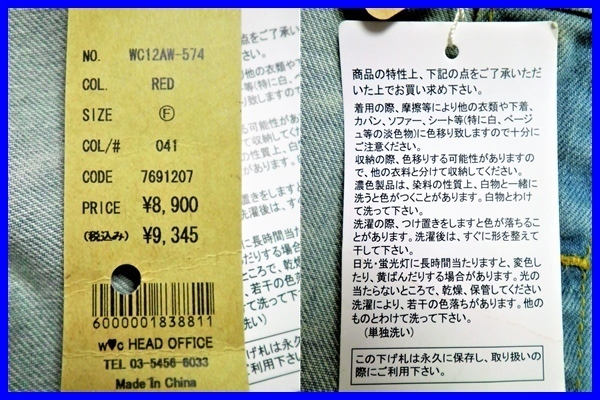 NO. WC12AW-574
COL. RED
SIZE Ⓕ
COL/# 041
CODE 7691207
PRICE ¥8,900
(税込み) ¥9,345
6000001838811
w♥c HEAD OFFICE
TEL 03-5456-6033
Made In China
商品の特性上、下記の点をご了承いただ
いた上でお買い求め下さい。
着用の際、摩擦等により他の衣類や下着、
カバン、ソファー、シート等(特に白、ベージ
ュ等の淡色物)に色移り致しますので十分に
ご注意ください。
収納の際、色移りする可能性がありますの
で、他の衣料と分けて収納してください。
濃色製品は、染料の性質上、白物と一緒に
洗うと色がつくことがあります。白物とわけ
て洗って下さい。
洗濯の際、つけ置きをしますと色が落ちるこ
とがあります。洗濯後は、すぐに形を整えて
干して下さい。
日光・蛍光灯に長時間当たりますと、変色し
たり、黄ばんだりする場合があります。光の
当たらないところで、乾燥、保管してください
洗濯により、若干の色落ちがあります。他の
ものとわけて洗って下さい。
(単独洗い)
この下げ札は永久に保存し、取り扱いの
際にご利用下さい。